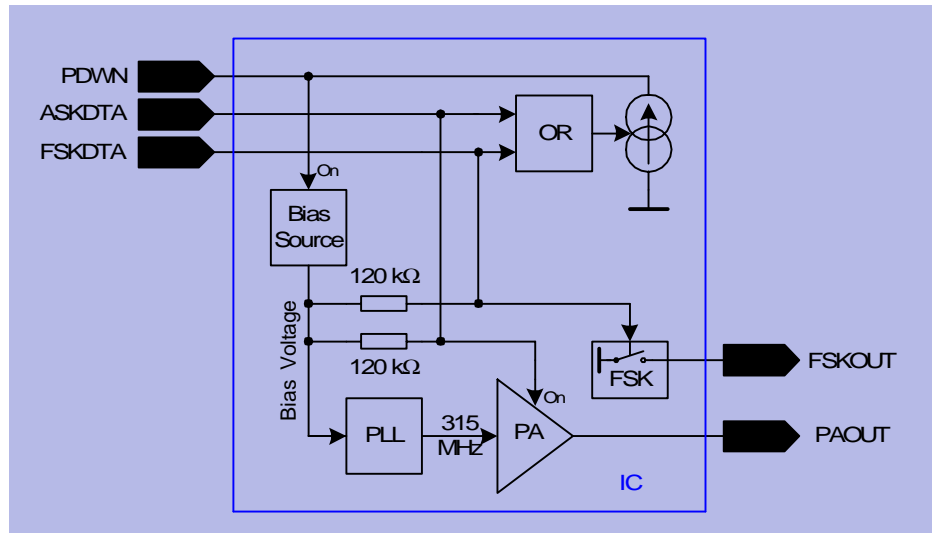 PDWN
ASKDTA
FSKDTA
OR
On
Bias
Source
120 kΩ
Bias Voltage
120 kΩ
FSK
FSKOUT
On
PLL
315
MHz
PA
PAOUT
IC